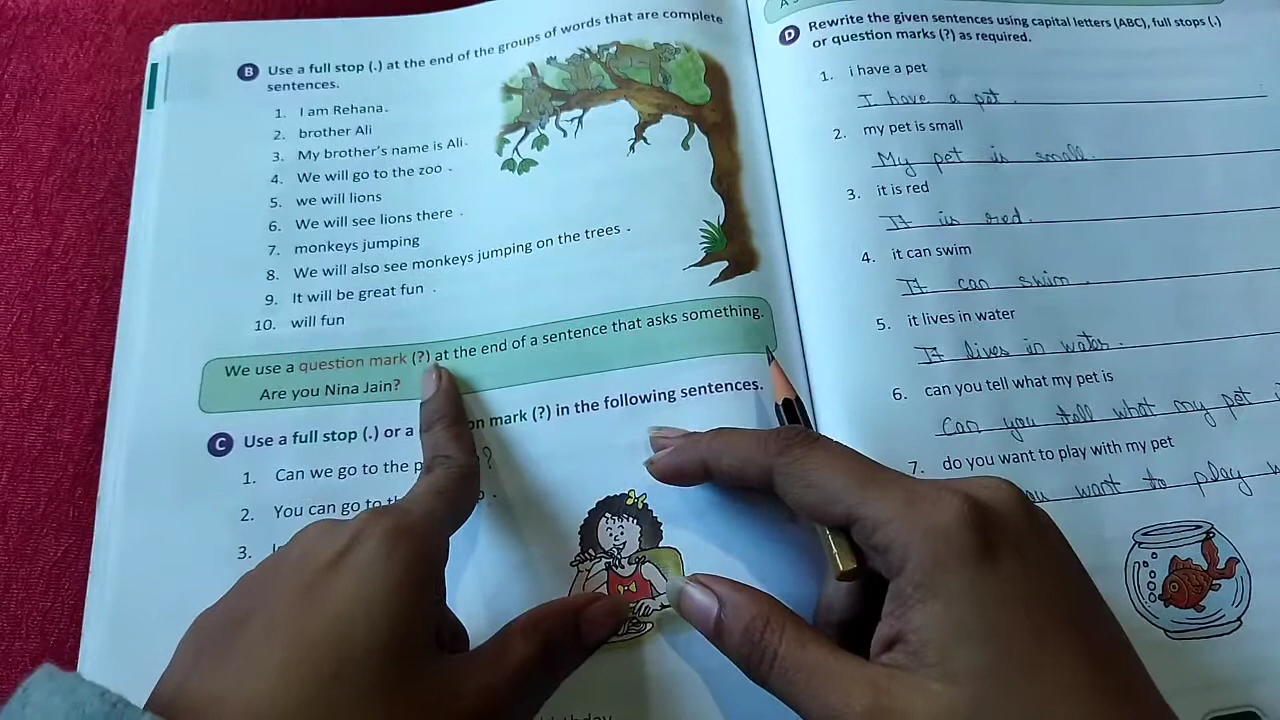 B Use a full stop (.) at the end of the groups of words that are complete
sentences.
1. I am Rehana.
2. brother Ali
3. My brother's name is Ali.
4. We will go to the zoo .
5. we will lions
6. We will see lions there .
7. monkeys jumping
8. We will also see monkeys jumping on the trees .
9. It will be great fun .
10. will fun
We use a question mark (?) at the end of a sentence that asks something.
Are you Nina Jain?
C Use a full stop (.) or a on mark (?) in the following sentences.
1. Can we go to the ?
2. You can go to .
3.
birthday
D Rewrite the given sentences using capital letters (ABC), full stops (.)
or question marks (?) as required.
1. i have a pet
I have a pet .
2. my pet is small
My pet is small.
3. it is red
It is red.
4. it can swim
It can swim .
5. it lives in water
It lives in water.
6. can you tell what my pet is
Can you tell what my pet
7. do you want to play with my pet
want to play